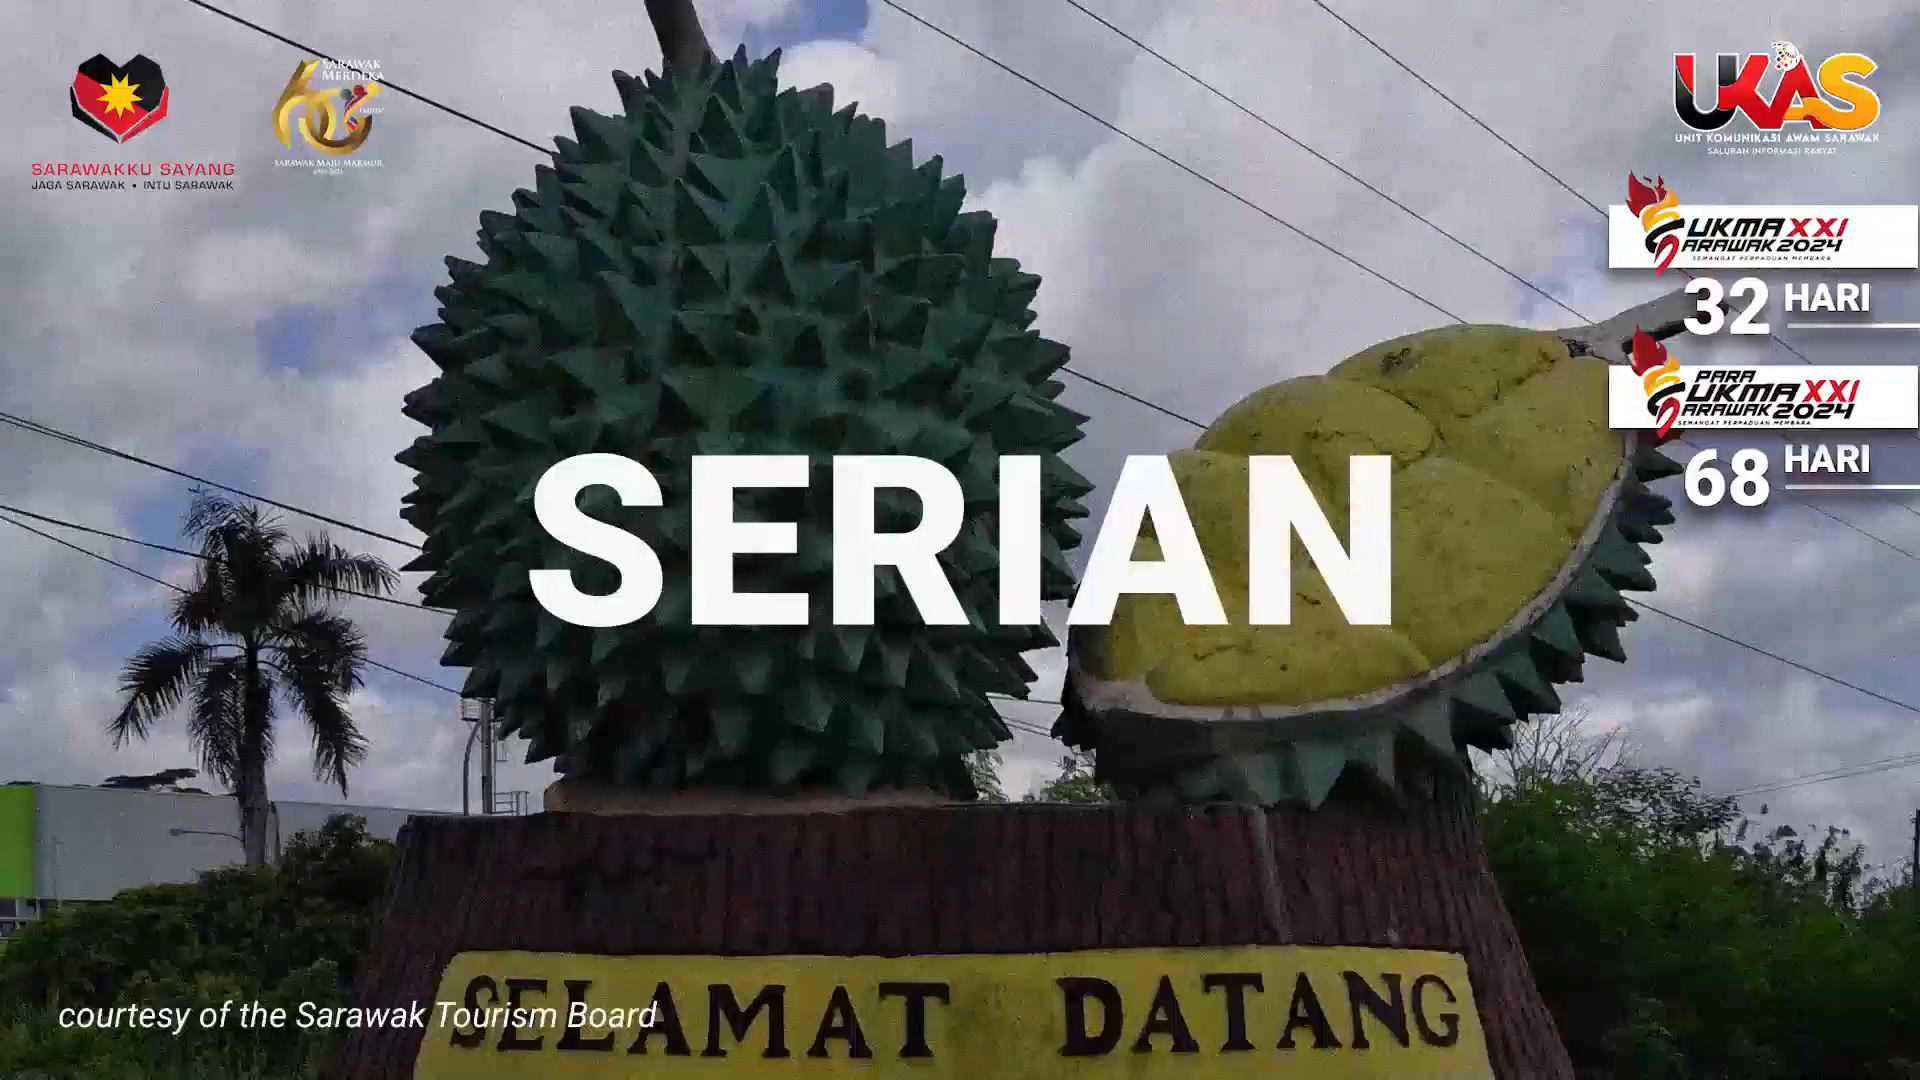 SARAWAKKU SAYANG
JAGA SARAWAK • INTU SARAWAK
60
SARAWAK
MERDEKA
TAHUN
SARAWAK MAJU MAKMUR
UKAS
UNIT KOMUNIKASI AWAM SARAWAK
SALURAN INFORMASI RAKYAT
SUKMA XXI
SARAWAK 2024
SEMANGAT PERPADUAN MEMBARA
32 HARI
PARA
SUKMA XXI
SARAWAK 2024
SEMANGAT PERPADUAN MEMBARA
68 HARI
SERIAN
SELAMAT DATANG
courtesy of the Sarawak Tourism Board